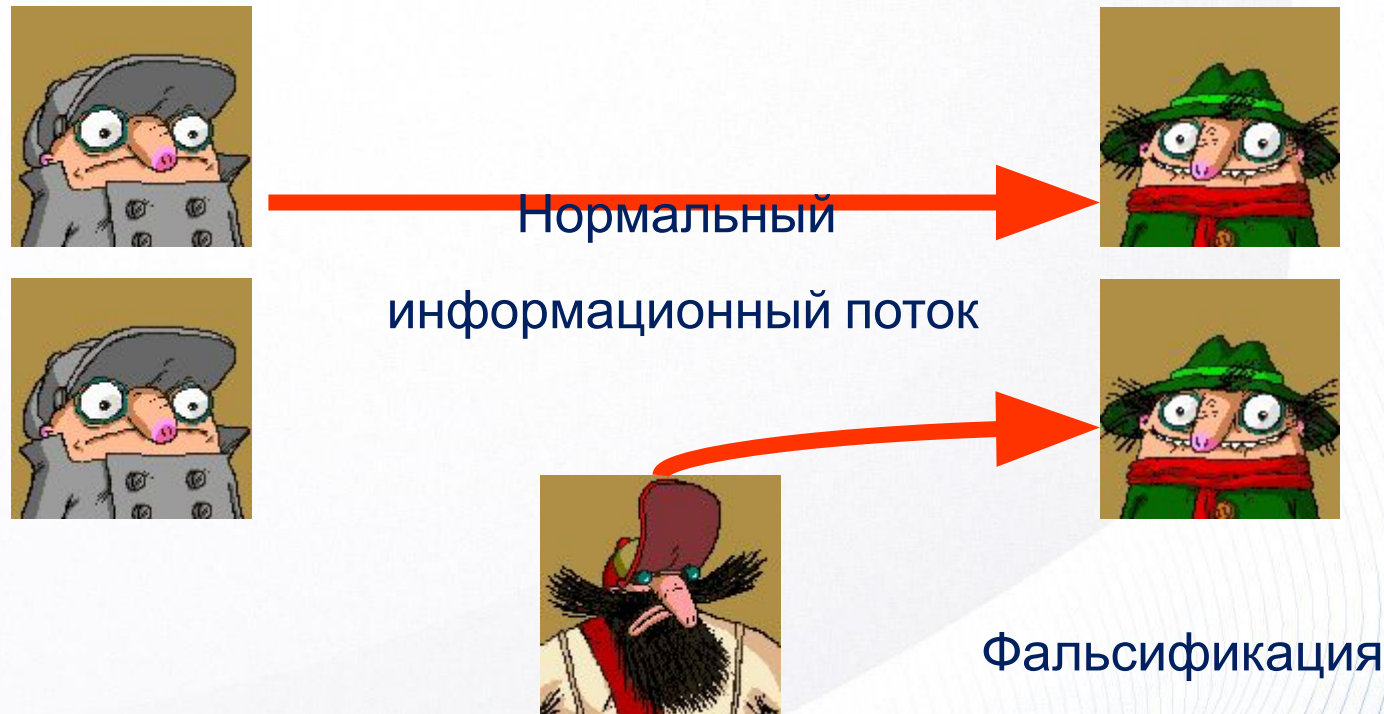 Нормальный
информационный поток
Фальсификация